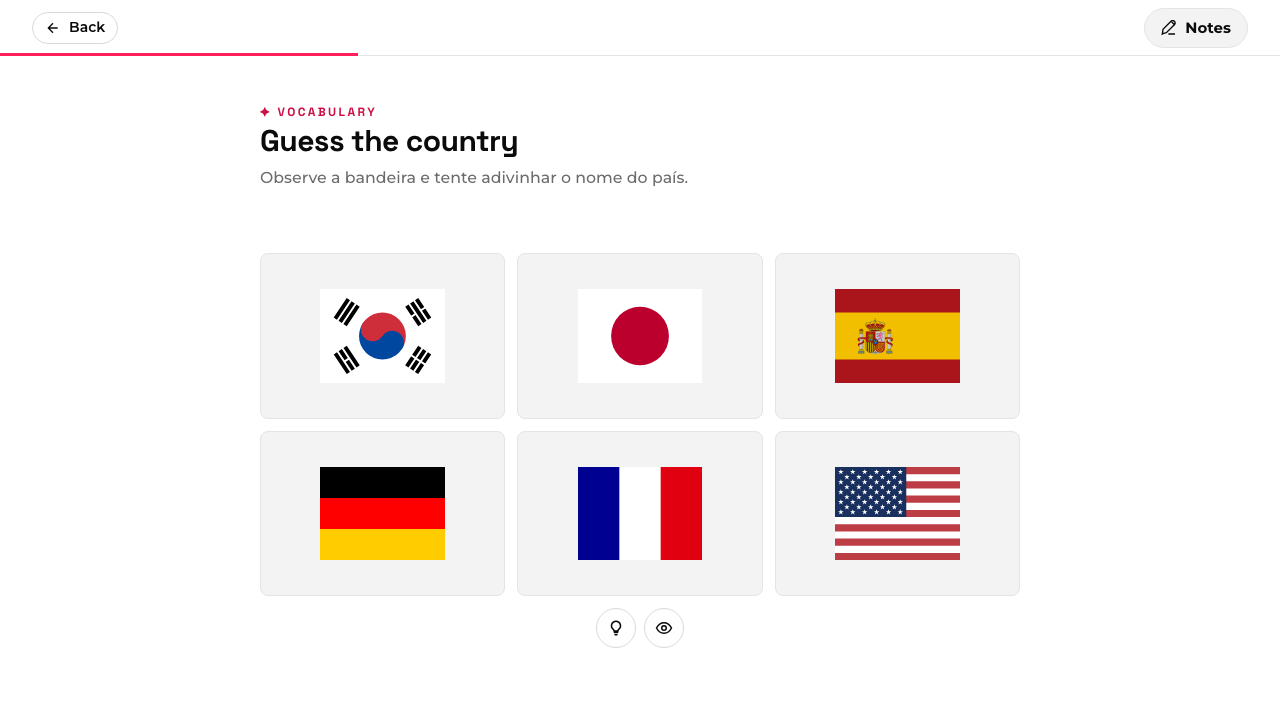 Back
Notes
VOCABULARY
Guess the country
Observe a bandeira e tente adivinhar o nome do país.